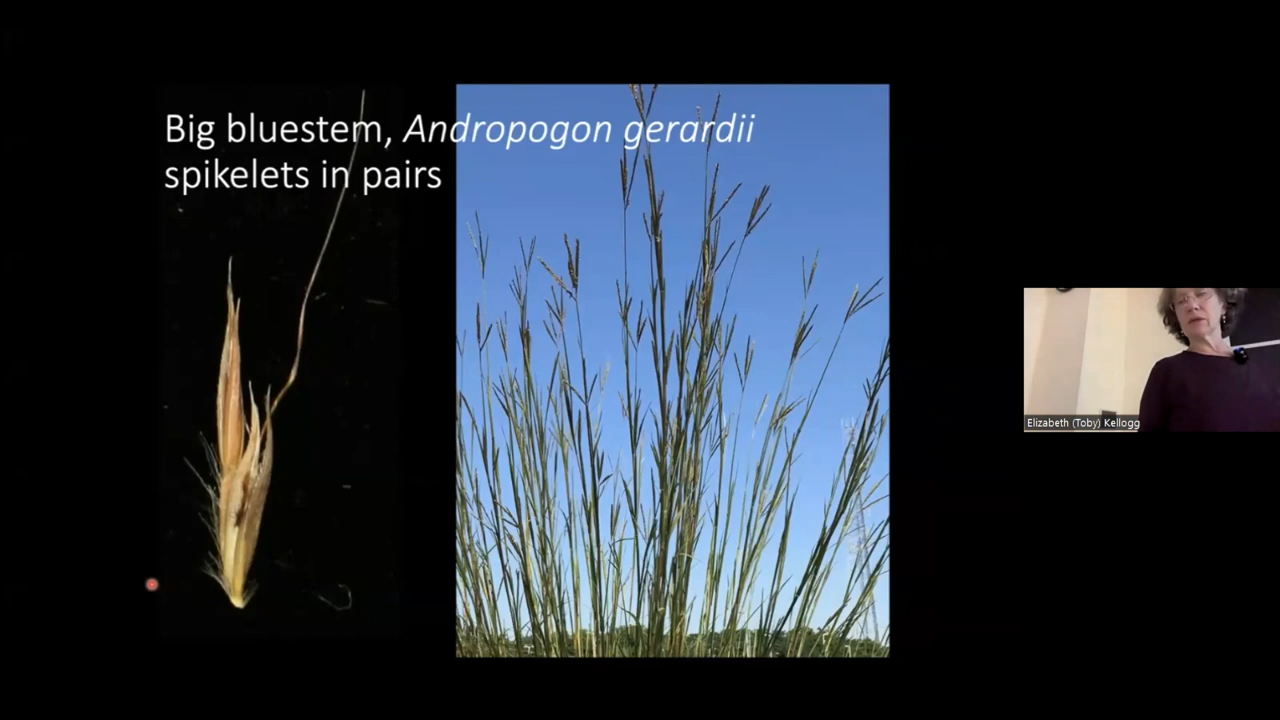 Big bluestem, Andropogon gerardii
spikelets in pairs
Elizabeth (Toby) Kellogg